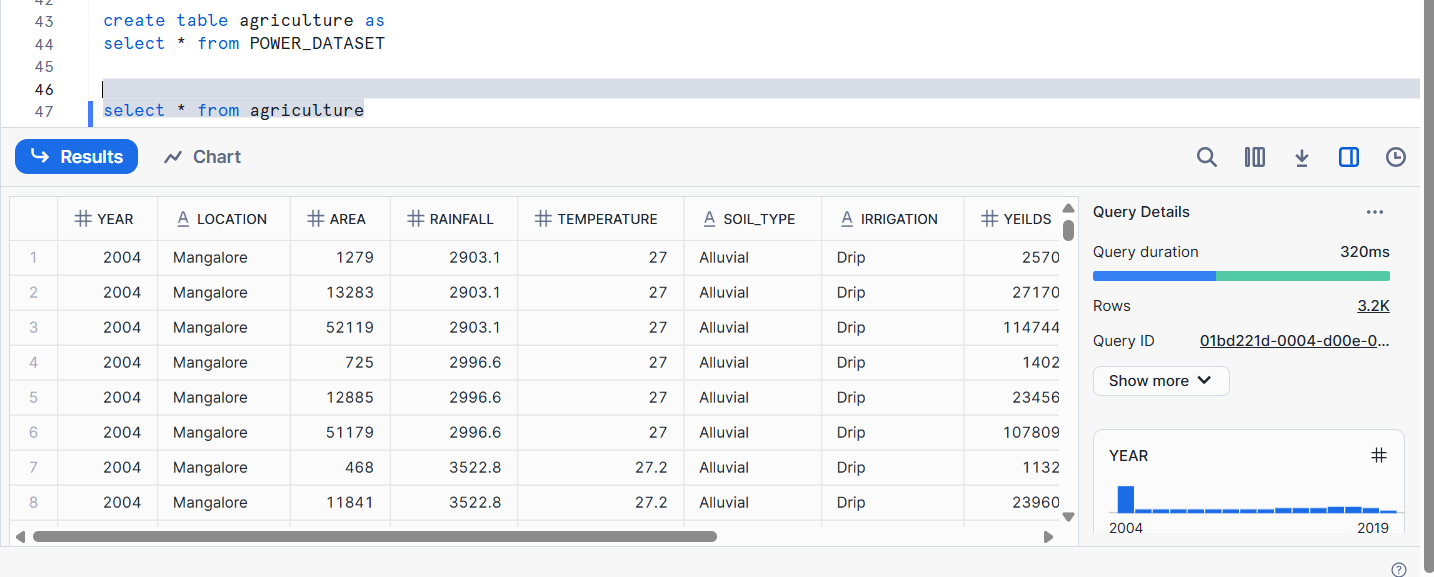 42
43 create table agriculture as
44 select * from POWER_DATASET
45
46
47 select * from agriculture
Results Chart
YEAR LOCATION AREA RAINFALL TEMPERATURE SOIL_TYPE IRRIGATION YEILDS
1 2004 Mangalore 1279 2903.1 27 Alluvial Drip 2570
2 2004 Mangalore 13283 2903.1 27 Alluvial Drip 27170
3 2004 Mangalore 52119 2903.1 27 Alluvial Drip 114744
4 2004 Mangalore 725 2996.6 27 Alluvial Drip 1402
5 2004 Mangalore 12885 2996.6 27 Alluvial Drip 23456
6 2004 Mangalore 51179 2996.6 27 Alluvial Drip 107809
7 2004 Mangalore 468 3522.8 27.2 Alluvial Drip 1132
8 2004 Mangalore 11841 3522.8 27.2 Alluvial Drip 23960
Query Details ...
Query duration 320ms
Rows 3.2K
Query ID 01bd221d-0004-d00e-0...
Show more
YEAR #
2004 2019